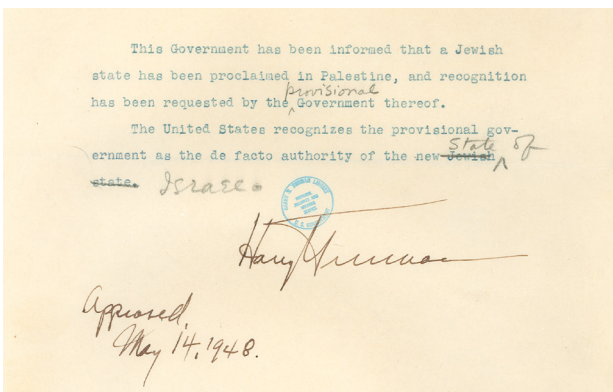 This Government has been informed that a Jewish
state has been proclaimed in Palestine, and recognition
provisional
has been requested by the Government thereof.
The United States recognizes the provisional gov-
State of
ernment as the de facto authority of the new Jewish
state. Israel.
Harry Truman
Approved,
May 14, 1948.